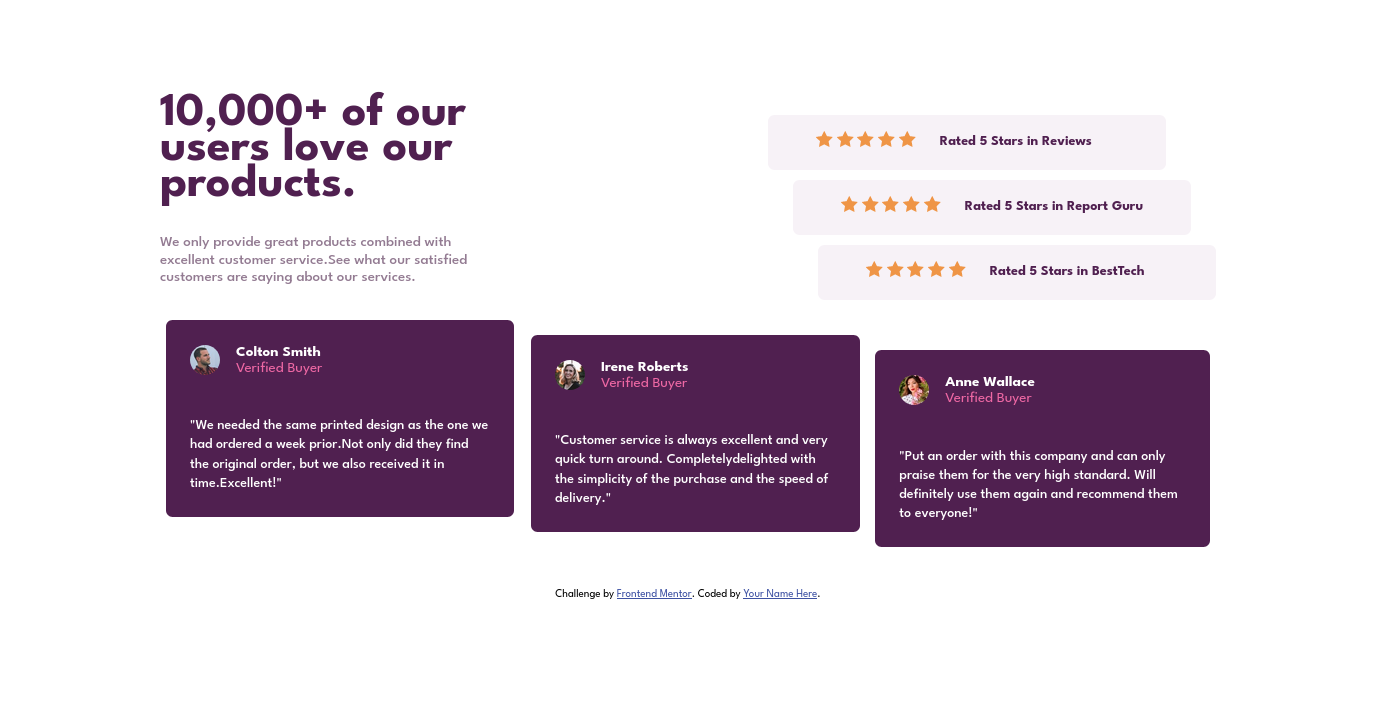 10,000+ of our
users love our
products.
We only provide great products combined with
excellent customer service.See what our satisfied
customers are saying about our services.
Rated 5 Stars in Reviews
Rated 5 Stars in Report Guru
Rated 5 Stars in BestTech
Colton Smith
Verified Buyer
"We needed the same printed design as the one we
had ordered a week prior.Not only did they find
the original order, but we also received it in
time.Excellent!"
Irene Roberts
Verified Buyer
"Customer service is always excellent and very
quick turn around. Completelydelighted with
the simplicity of the purchase and the speed of
delivery."
Anne Wallace
Verified Buyer
"Put an order with this company and can only
praise them for the very high standard. Will
definitely use them again and recommend them
to everyone!"
Challenge by Frontend Mentor. Coded by Your Name Here.